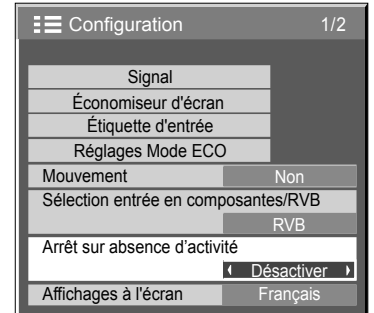 Configuration 1/2
Signal
Économiseur d'écran
Étiquette d'entrée
Réglages Mode ECO
Mouvement Non
Sélection entrée en composantes/RVB
RVB
Arrêt sur absence d’activité
Désactiver
Affichages à l'écran Français